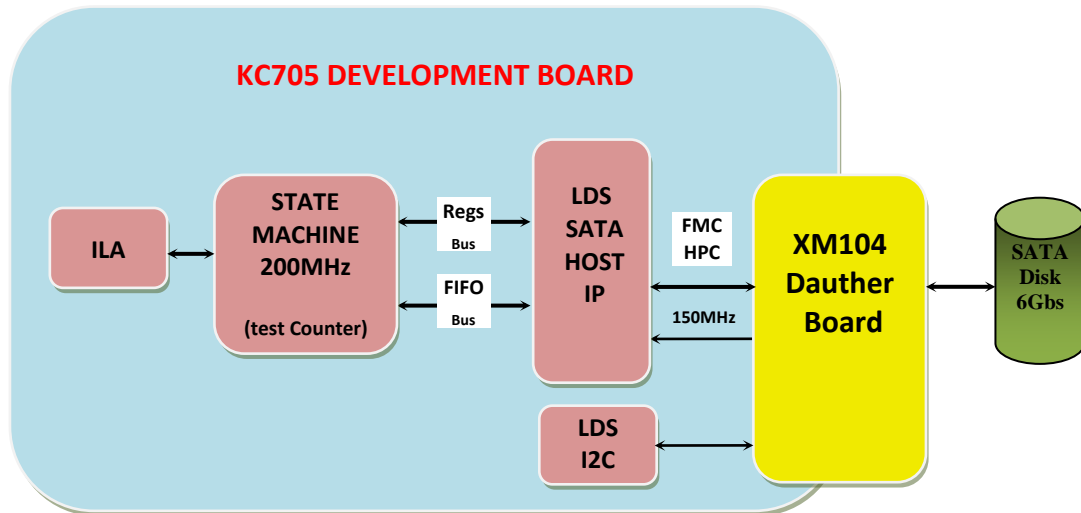 KC705 DEVELOPMENT BOARD
ILA
STATE
MACHINE
200MHz
(test Counter)
Regs
Bus
FIFO
Bus
LDS
SATA
HOST
IP
FMC
HPC
150MHz
LDS
I2C
XM104
Dauther
Board
SATA
Disk
6Gbs